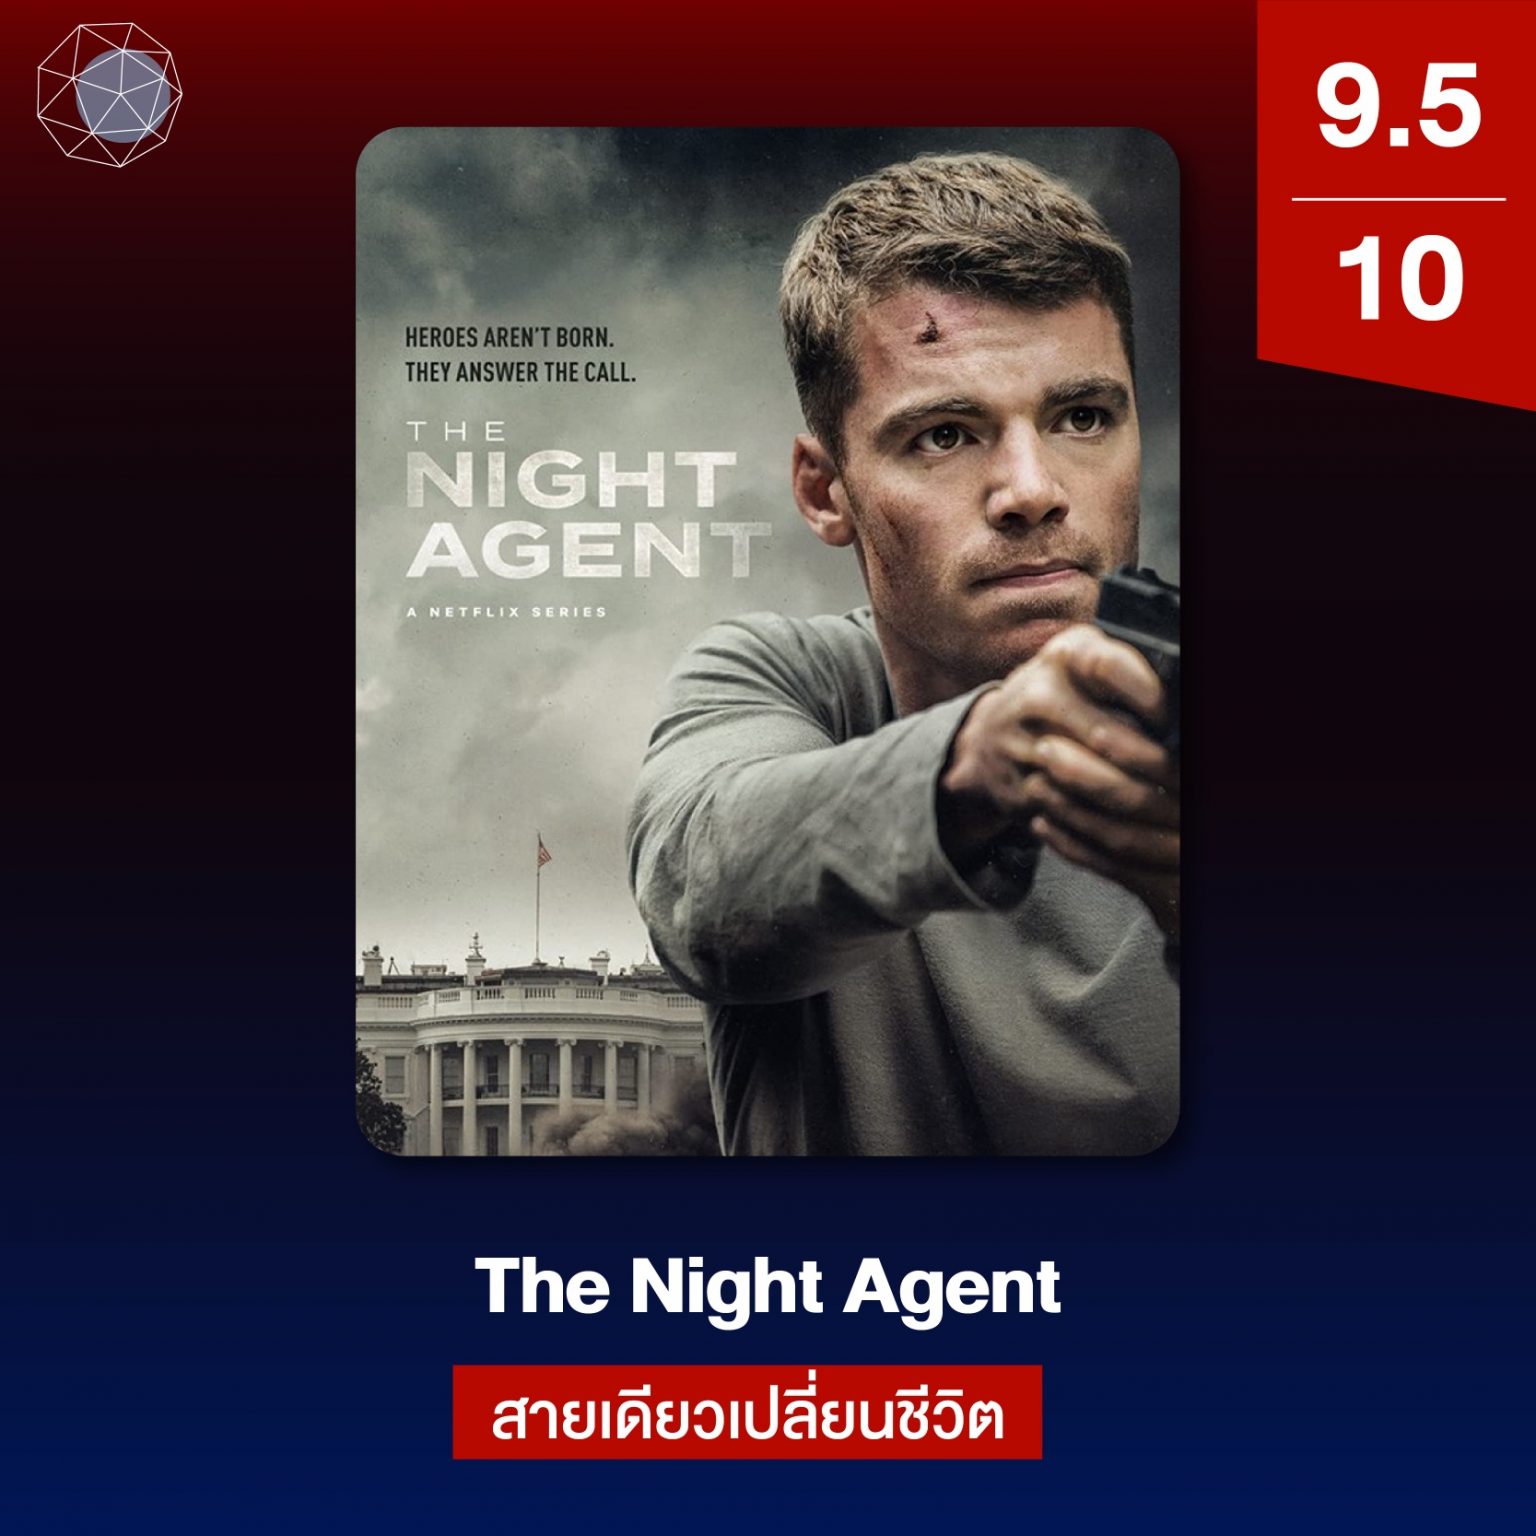 9.5
10
HEROES AREN'T BORN.
THEY ANSWER THE CALL.
THE
NIGHT
AGENT
A NETFLIX SERIES
The Night Agent
สายเดียวเปลี่ยนชีวิต